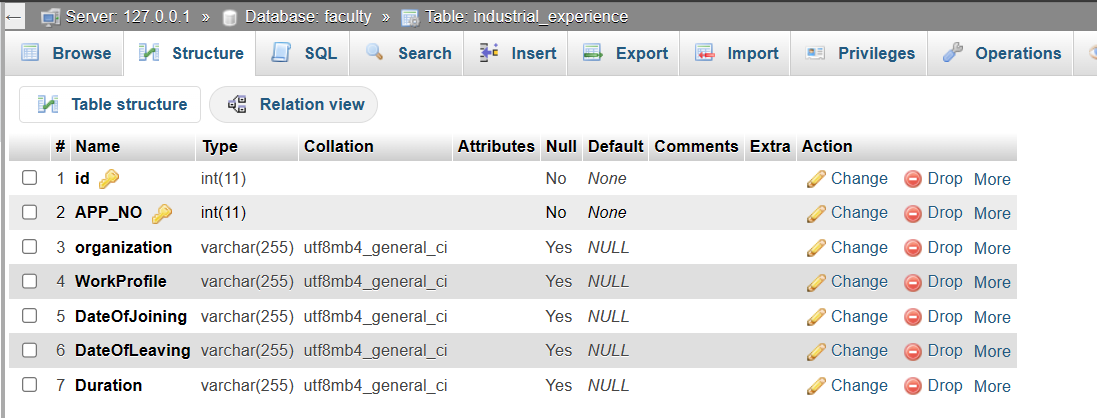 Server: 127.0.0.1 » Database: faculty » Table: industrial_experience
Browse Structure SQL Search Insert Export Import Privileges Operations
Table structure Relation view
# Name Type Collation Attributes Null Default Comments Extra Action
1 id int(11) No None Change Drop More
2 APP_NO int(11) No None Change Drop More
3 organization varchar(255) utf8mb4_general_ci Yes NULL Change Drop More
4 WorkProfile varchar(255) utf8mb4_general_ci Yes NULL Change Drop More
5 DateOfJoining varchar(255) utf8mb4_general_ci Yes NULL Change Drop More
6 DateOfLeaving varchar(255) utf8mb4_general_ci Yes NULL Change Drop More
7 Duration varchar(255) utf8mb4_general_ci Yes NULL Change Drop More